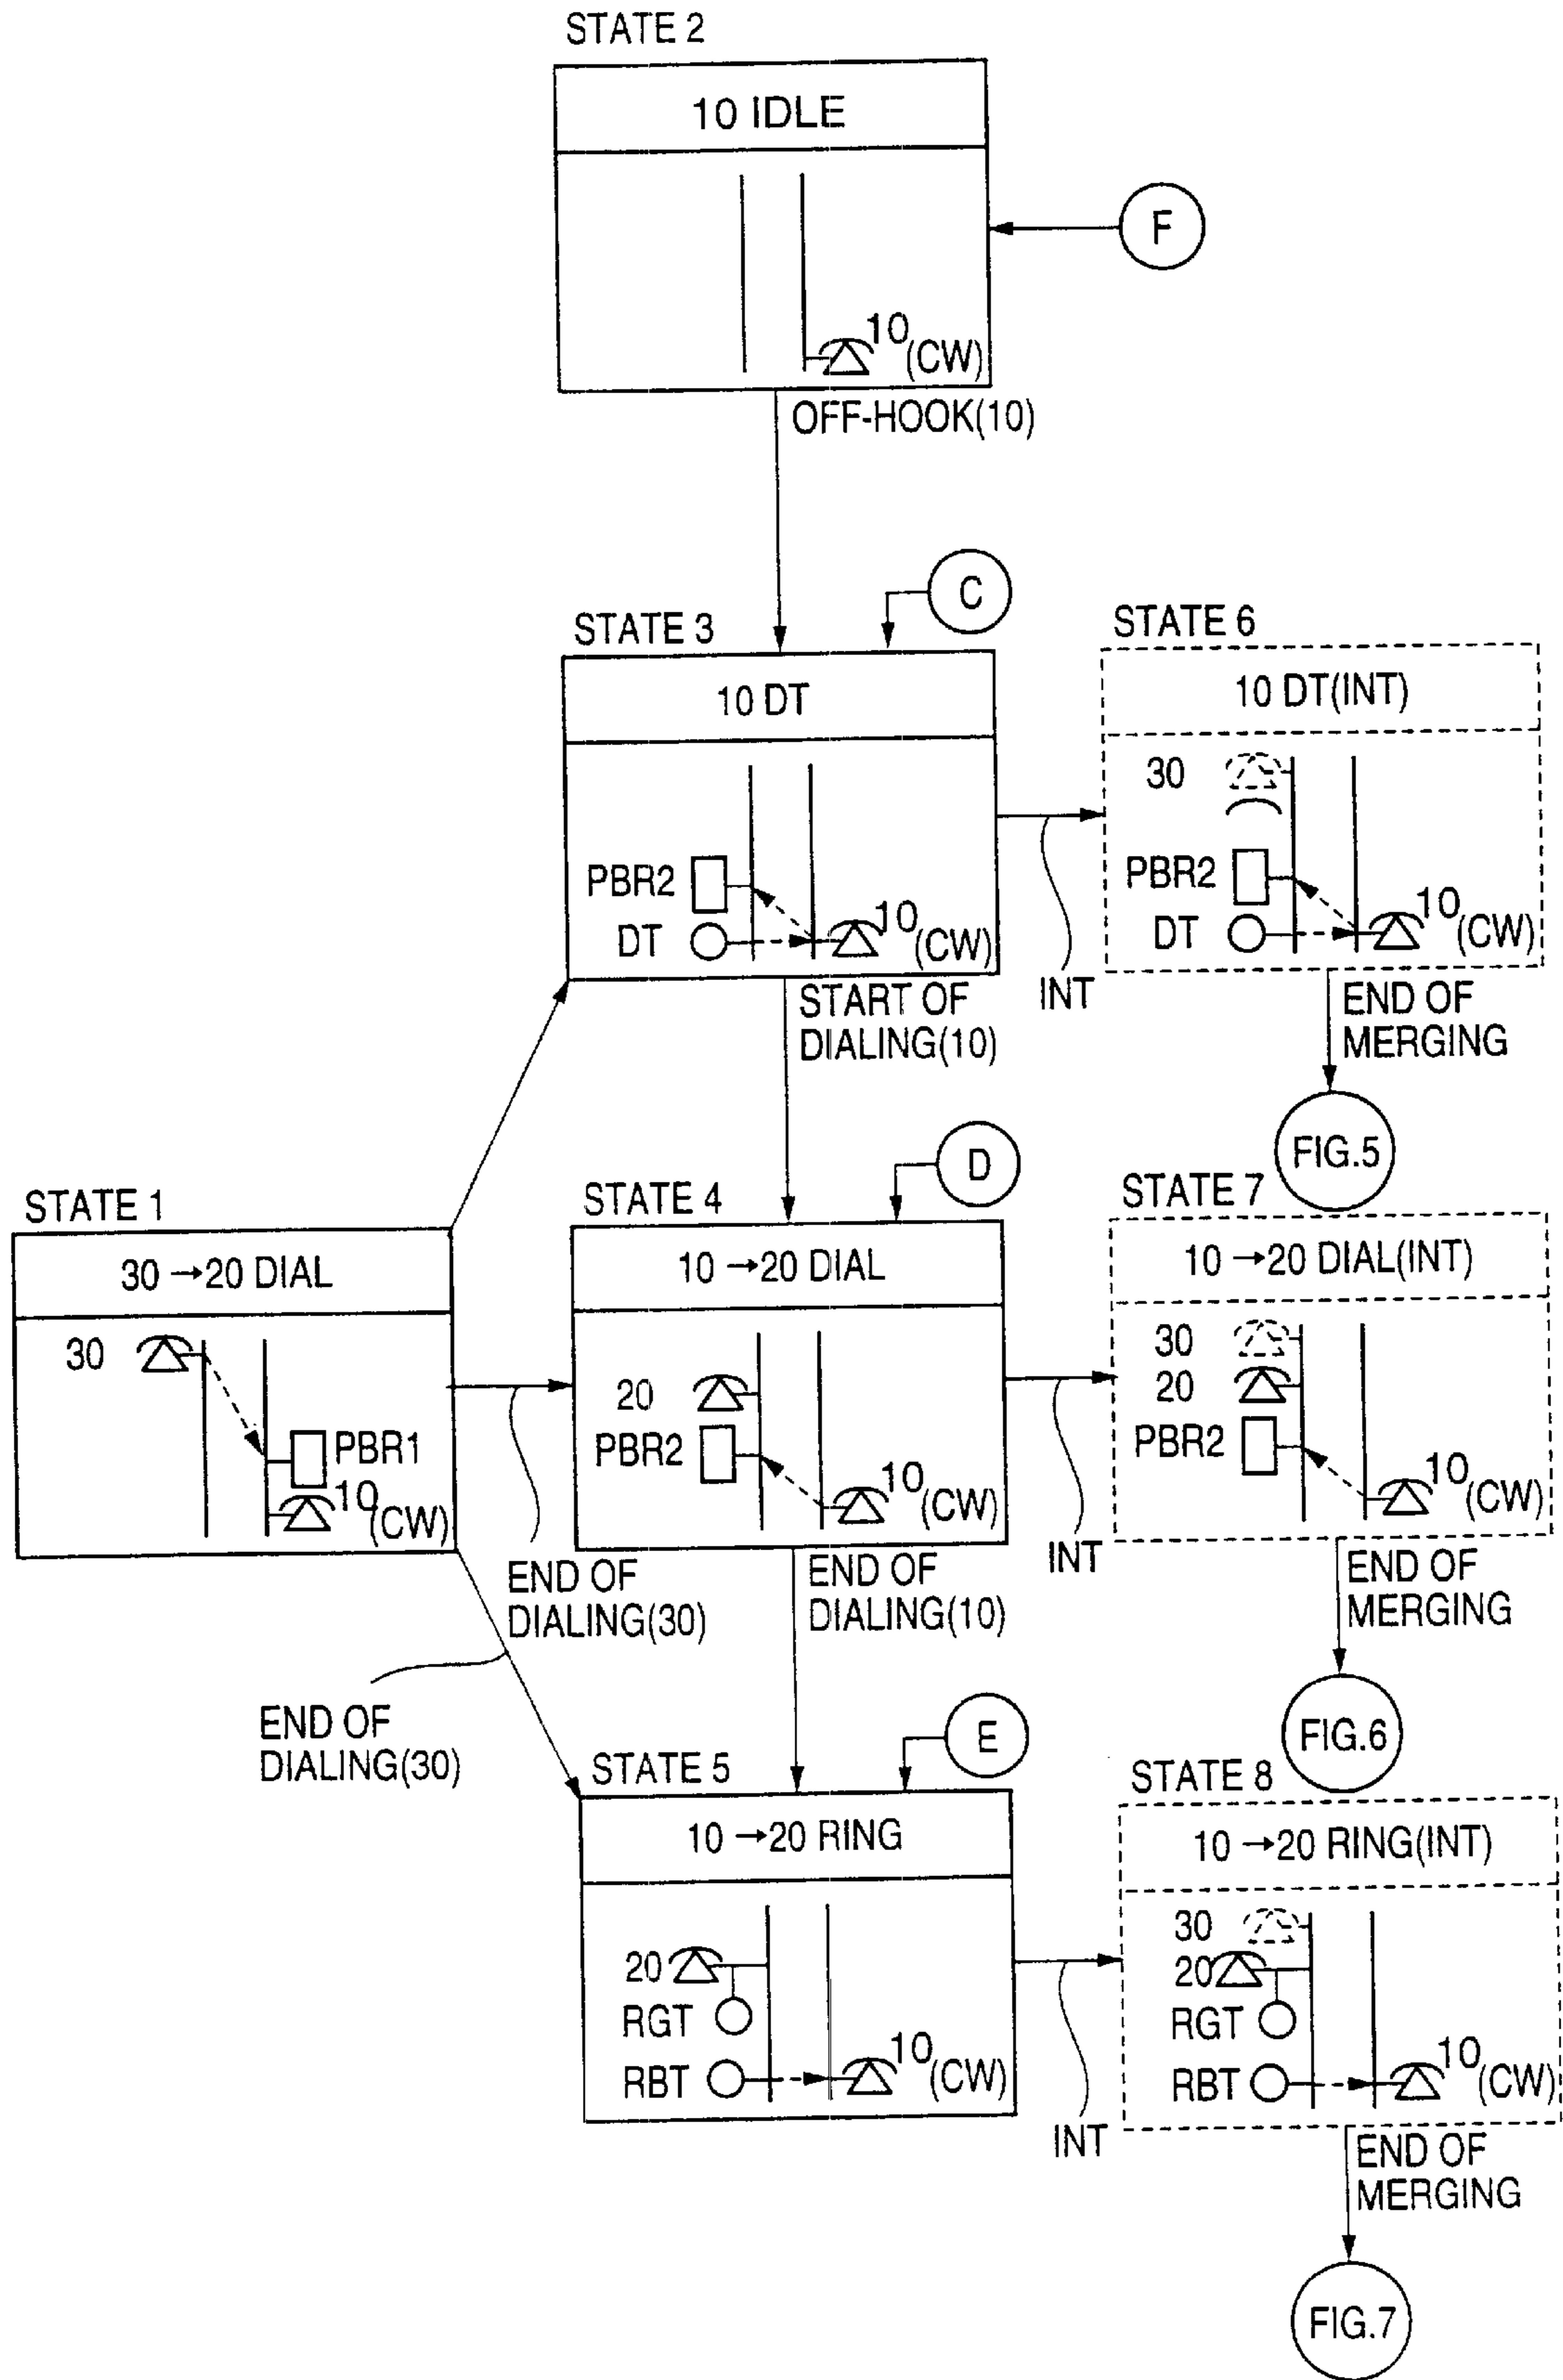 STATE 2
10 IDLE
F
10
(CW)
OFF-HOOK(10)
C
STATE 3
10 DT
PBR2
DT
10
(CW)
INT
START OF
DIALING(10)
STATE 6
10 DT(INT)
30
PBR2
DT
10
(CW)
END OF
MERGING
FIG.5
STATE 1
30 →20 DIAL
30
PBR1
10
(CW)
END OF
DIALING(30)
END OF
DIALING(30)
D
STATE 4
10 →20 DIAL
20
PBR2
10
(CW)
INT
END OF
DIALING(10)
STATE 7
10 →20 DIAL(INT)
30
20
PBR2
10
(CW)
END OF
MERGING
FIG.6
E
STATE 5
10 →20 RING
20
RGT
RBT
10
(CW)
INT
STATE 8
10 →20 RING(INT)
30
20
RGT
RBT
10
(CW)
END OF
MERGING
FIG.7